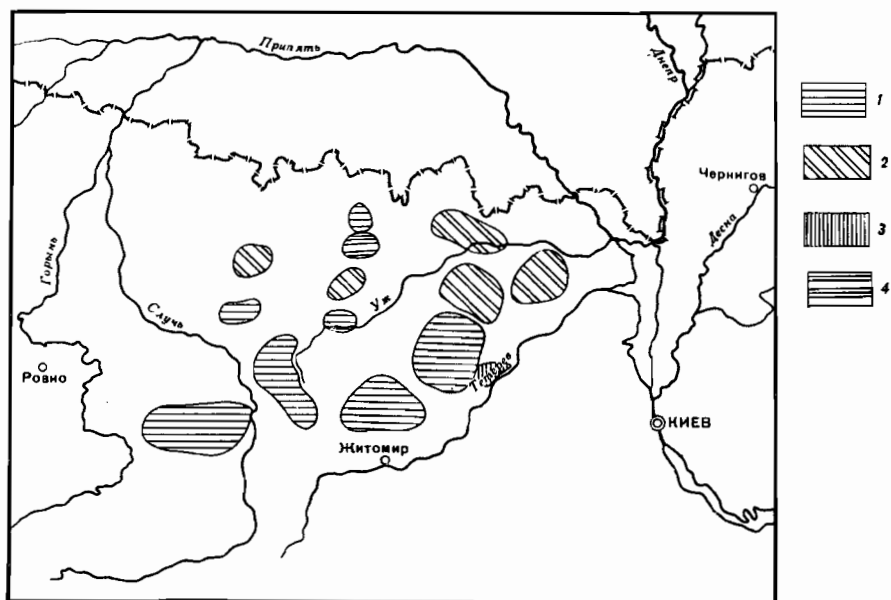 Припять
Днепр
1
2
Чернигов
Десна
3
Горынь
4
Случь
Уж
Ровно
Тетерев
КИЕВ
Житомир